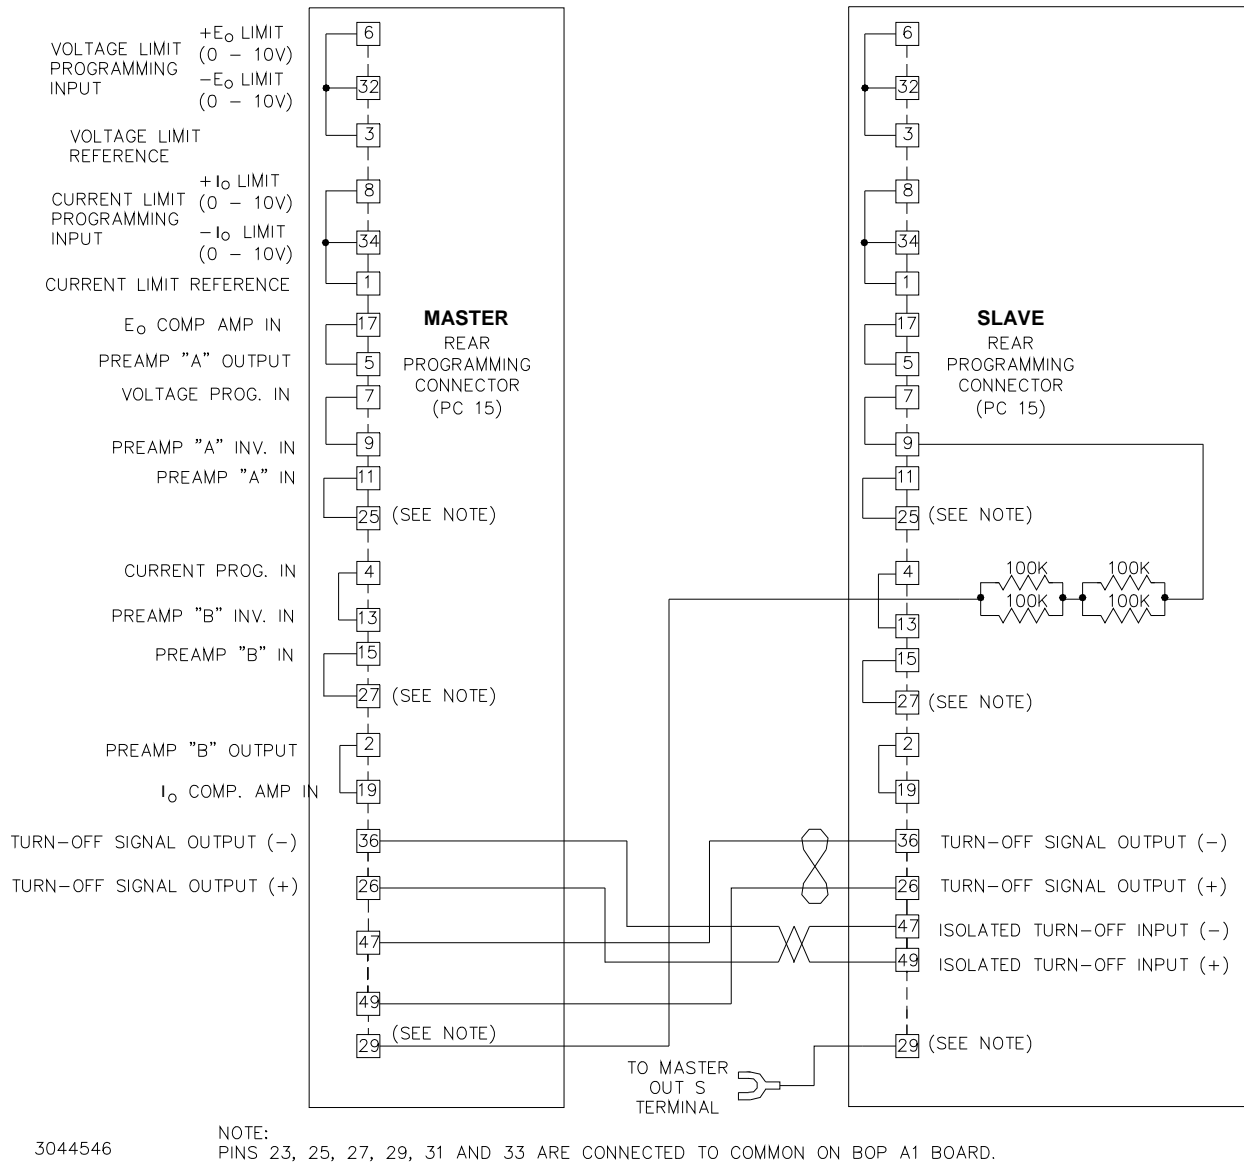 +Eo LIMIT
(0 – 10V)
VOLTAGE LIMIT
PROGRAMMING
INPUT
–Eo LIMIT
(0 – 10V)
VOLTAGE LIMIT
REFERENCE
+Io LIMIT
(0 – 10V)
CURRENT LIMIT
PROGRAMMING
INPUT
–Io LIMIT
(0 – 10V)
CURRENT LIMIT REFERENCE
Eo COMP AMP IN
PREAMP "A" OUTPUT
VOLTAGE PROG. IN
PREAMP "A" INV. IN
PREAMP "A" IN
CURRENT PROG. IN
PREAMP "B" INV. IN
PREAMP "B" IN
PREAMP "B" OUTPUT
Io COMP. AMP IN
TURN–OFF SIGNAL OUTPUT (–)
TURN–OFF SIGNAL OUTPUT (+)
6
32
3
8
34
1
17
5
7
9
11
25 (SEE NOTE)
4
13
15
27 (SEE NOTE)
2
19
36
26
47
49
(SEE NOTE)
29
MASTER
REAR
PROGRAMMING
CONNECTOR
(PC 15)
6
32
3
8
34
1
17
5
7
9
11
25 (SEE NOTE)
4
13
15
27 (SEE NOTE)
2
19
36 TURN–OFF SIGNAL OUTPUT (–)
26 TURN–OFF SIGNAL OUTPUT (+)
47 ISOLATED TURN–OFF INPUT (–)
49 ISOLATED TURN–OFF INPUT (+)
29 (SEE NOTE)
SLAVE
REAR
PROGRAMMING
CONNECTOR
(PC 15)
100K 100K
100K 100K
TO MASTER
OUT S
TERMINAL
3044546
NOTE:
PINS 23, 25, 27, 29, 31 AND 33 ARE CONNECTED TO COMMON ON BOP A1 BOARD.